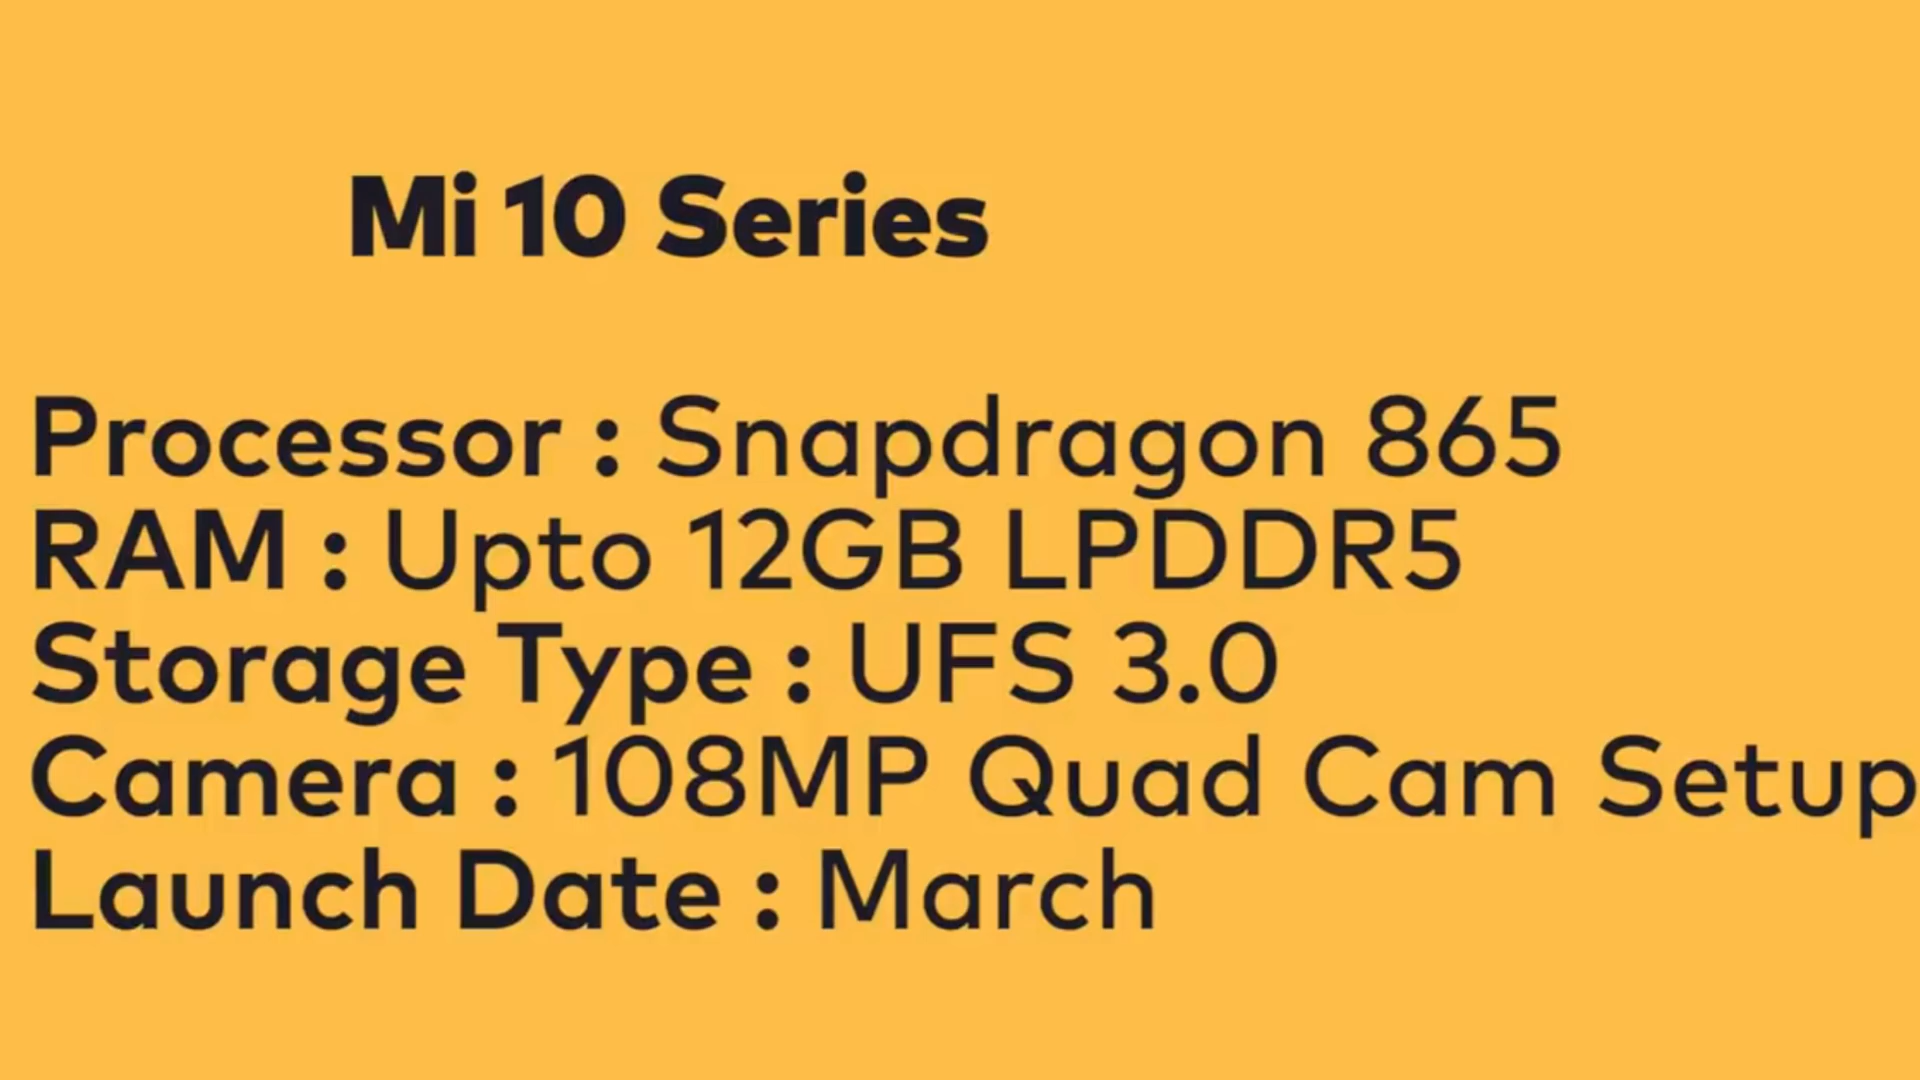 Mi 10 Series
Processor : Snapdragon 865
RAM : Upto 12GB LPDDR5
Storage Type : UFS 3.0
Camera : 108MP Quad Cam Setup
Launch Date : March